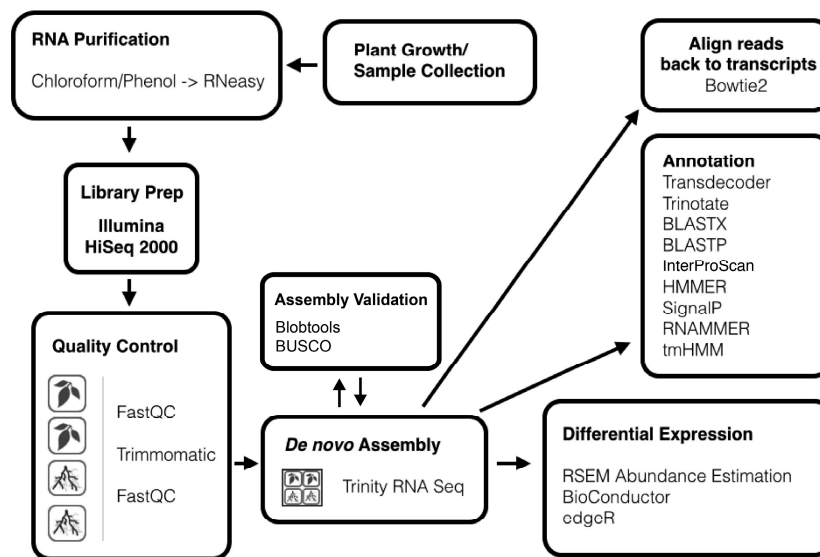 RNA Purification
Chloroform/Phenol -> RNeasy
Plant Growth/
Sample Collection
Align reads
back to transcripts
Bowtie2
Library Prep
Illumina
HiSeq 2000
Annotation
Transdecoder
Trinotate
BLASTX
BLASTP
InterProScan
HMMER
SignalP
RNAMMER
tmHMM
Assembly Validation
Blobtools
BUSCO
Quality Control
FastQC
Trimmomatic
FastQC
De novo Assembly
Trinity RNA Seq
Differential Expression
RSEM Abundance Estimation
BioConductor
edgeR